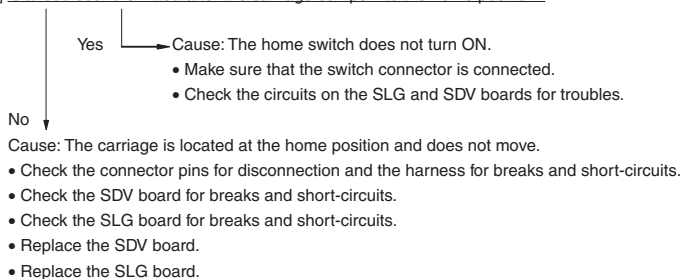 Yes
Cause: The home switch does not turn ON.
• Make sure that the switch connector is connected.
• Check the circuits on the SLG and SDV boards for troubles.
No
Cause: The carriage is located at the home position and does not move.
• Check the connector pins for disconnection and the harness for breaks and short-circuits.
• Check the SDV board for breaks and short-circuits.
• Check the SLG board for breaks and short-circuits.
• Replace the SDV board.
• Replace the SLG board.